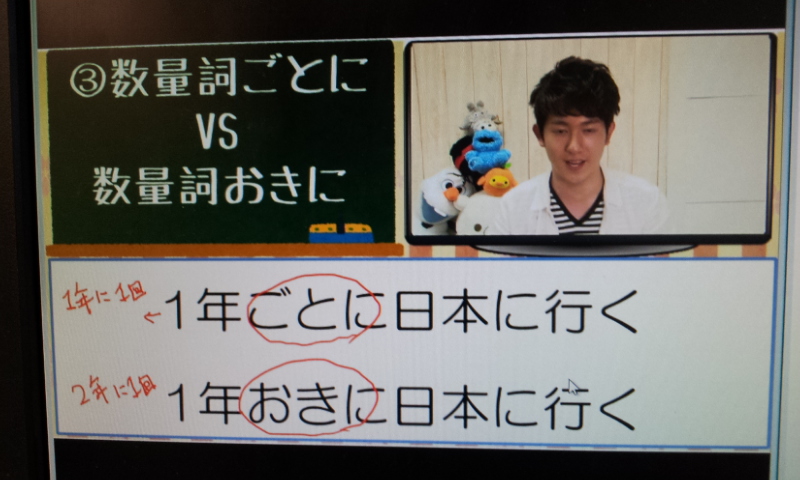 ③数量詞ごとに
VS
数量詞おきに
1年に1回→
1年ごとに日本に行く
2年に1回
1年おきに日本に行く